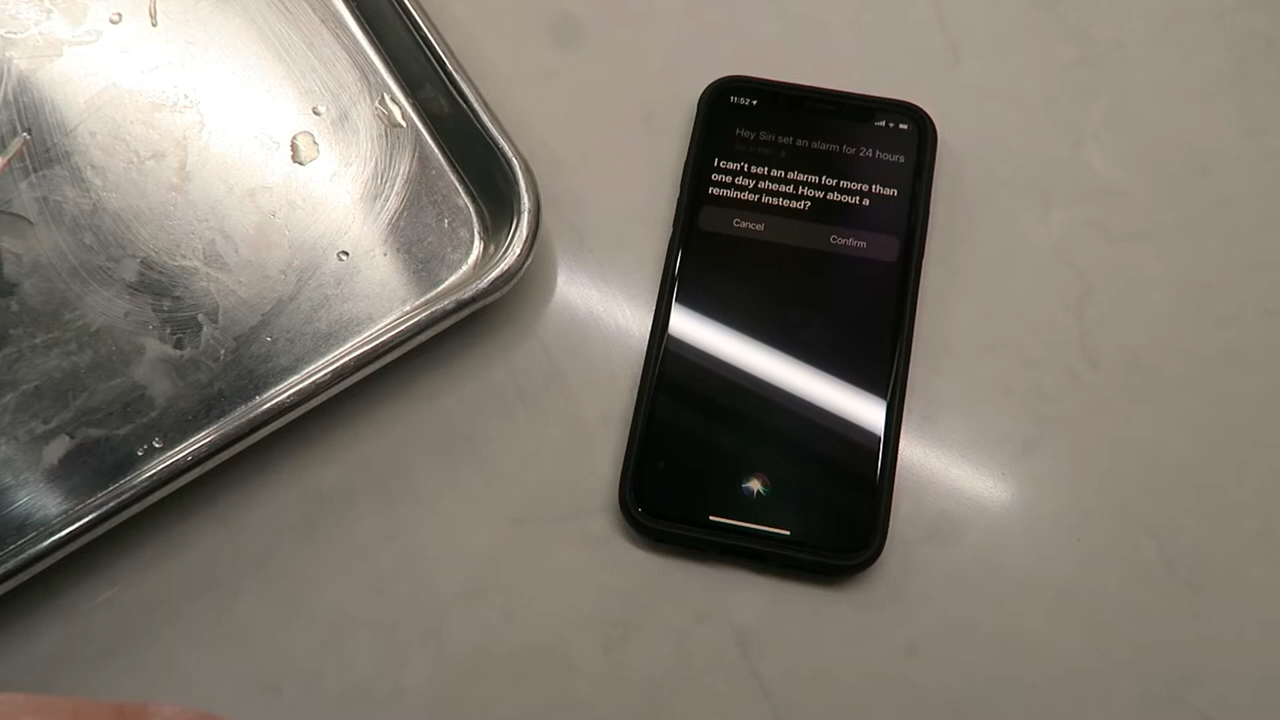 11:52
Hey Siri set an alarm for 24 hours
I can't set an alarm for more than
one day ahead. How about a
reminder instead?
Cancel
Confirm